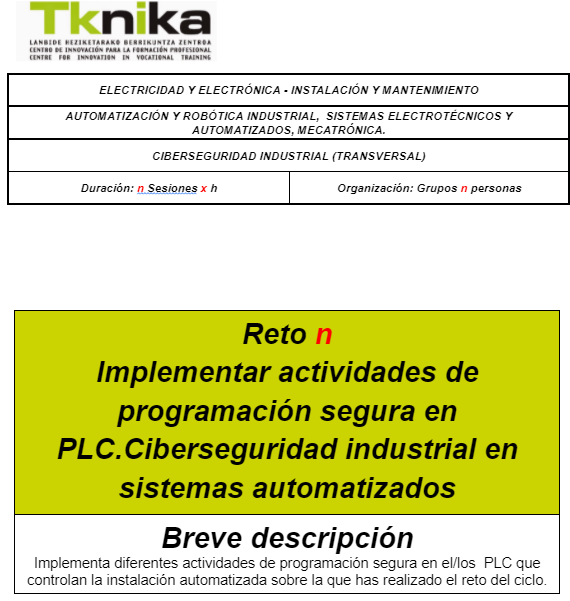 Tknika
LANBIDE HEZIKETARAKO BERRIKUNTZA ZENTROA
CENTRO DE INNOVACIÓN PARA LA FORMACIÓN PROFESIONAL
CENTRE FOR INNOVATION IN VOCATIONAL TRAINING
ELECTRICIDAD Y ELECTRÓNICA - INSTALACIÓN Y MANTENIMIENTO
AUTOMATIZACIÓN Y ROBÓTICA INDUSTRIAL, SISTEMAS ELECTROTÉCNICOS Y
AUTOMATIZADOS, MECATRÓNICA.
CIBERSEGURIDAD INDUSTRIAL (TRANSVERSAL)
Duración: n Sesiones x h
Organización: Grupos n personas
Reto n
Implementar actividades de
programación segura en
PLC.Ciberseguridad industrial en
sistemas automatizados
Breve descripción
Implementa diferentes actividades de programación segura en el/los PLC que
controlan la instalación automatizada sobre la que has realizado el reto del ciclo.